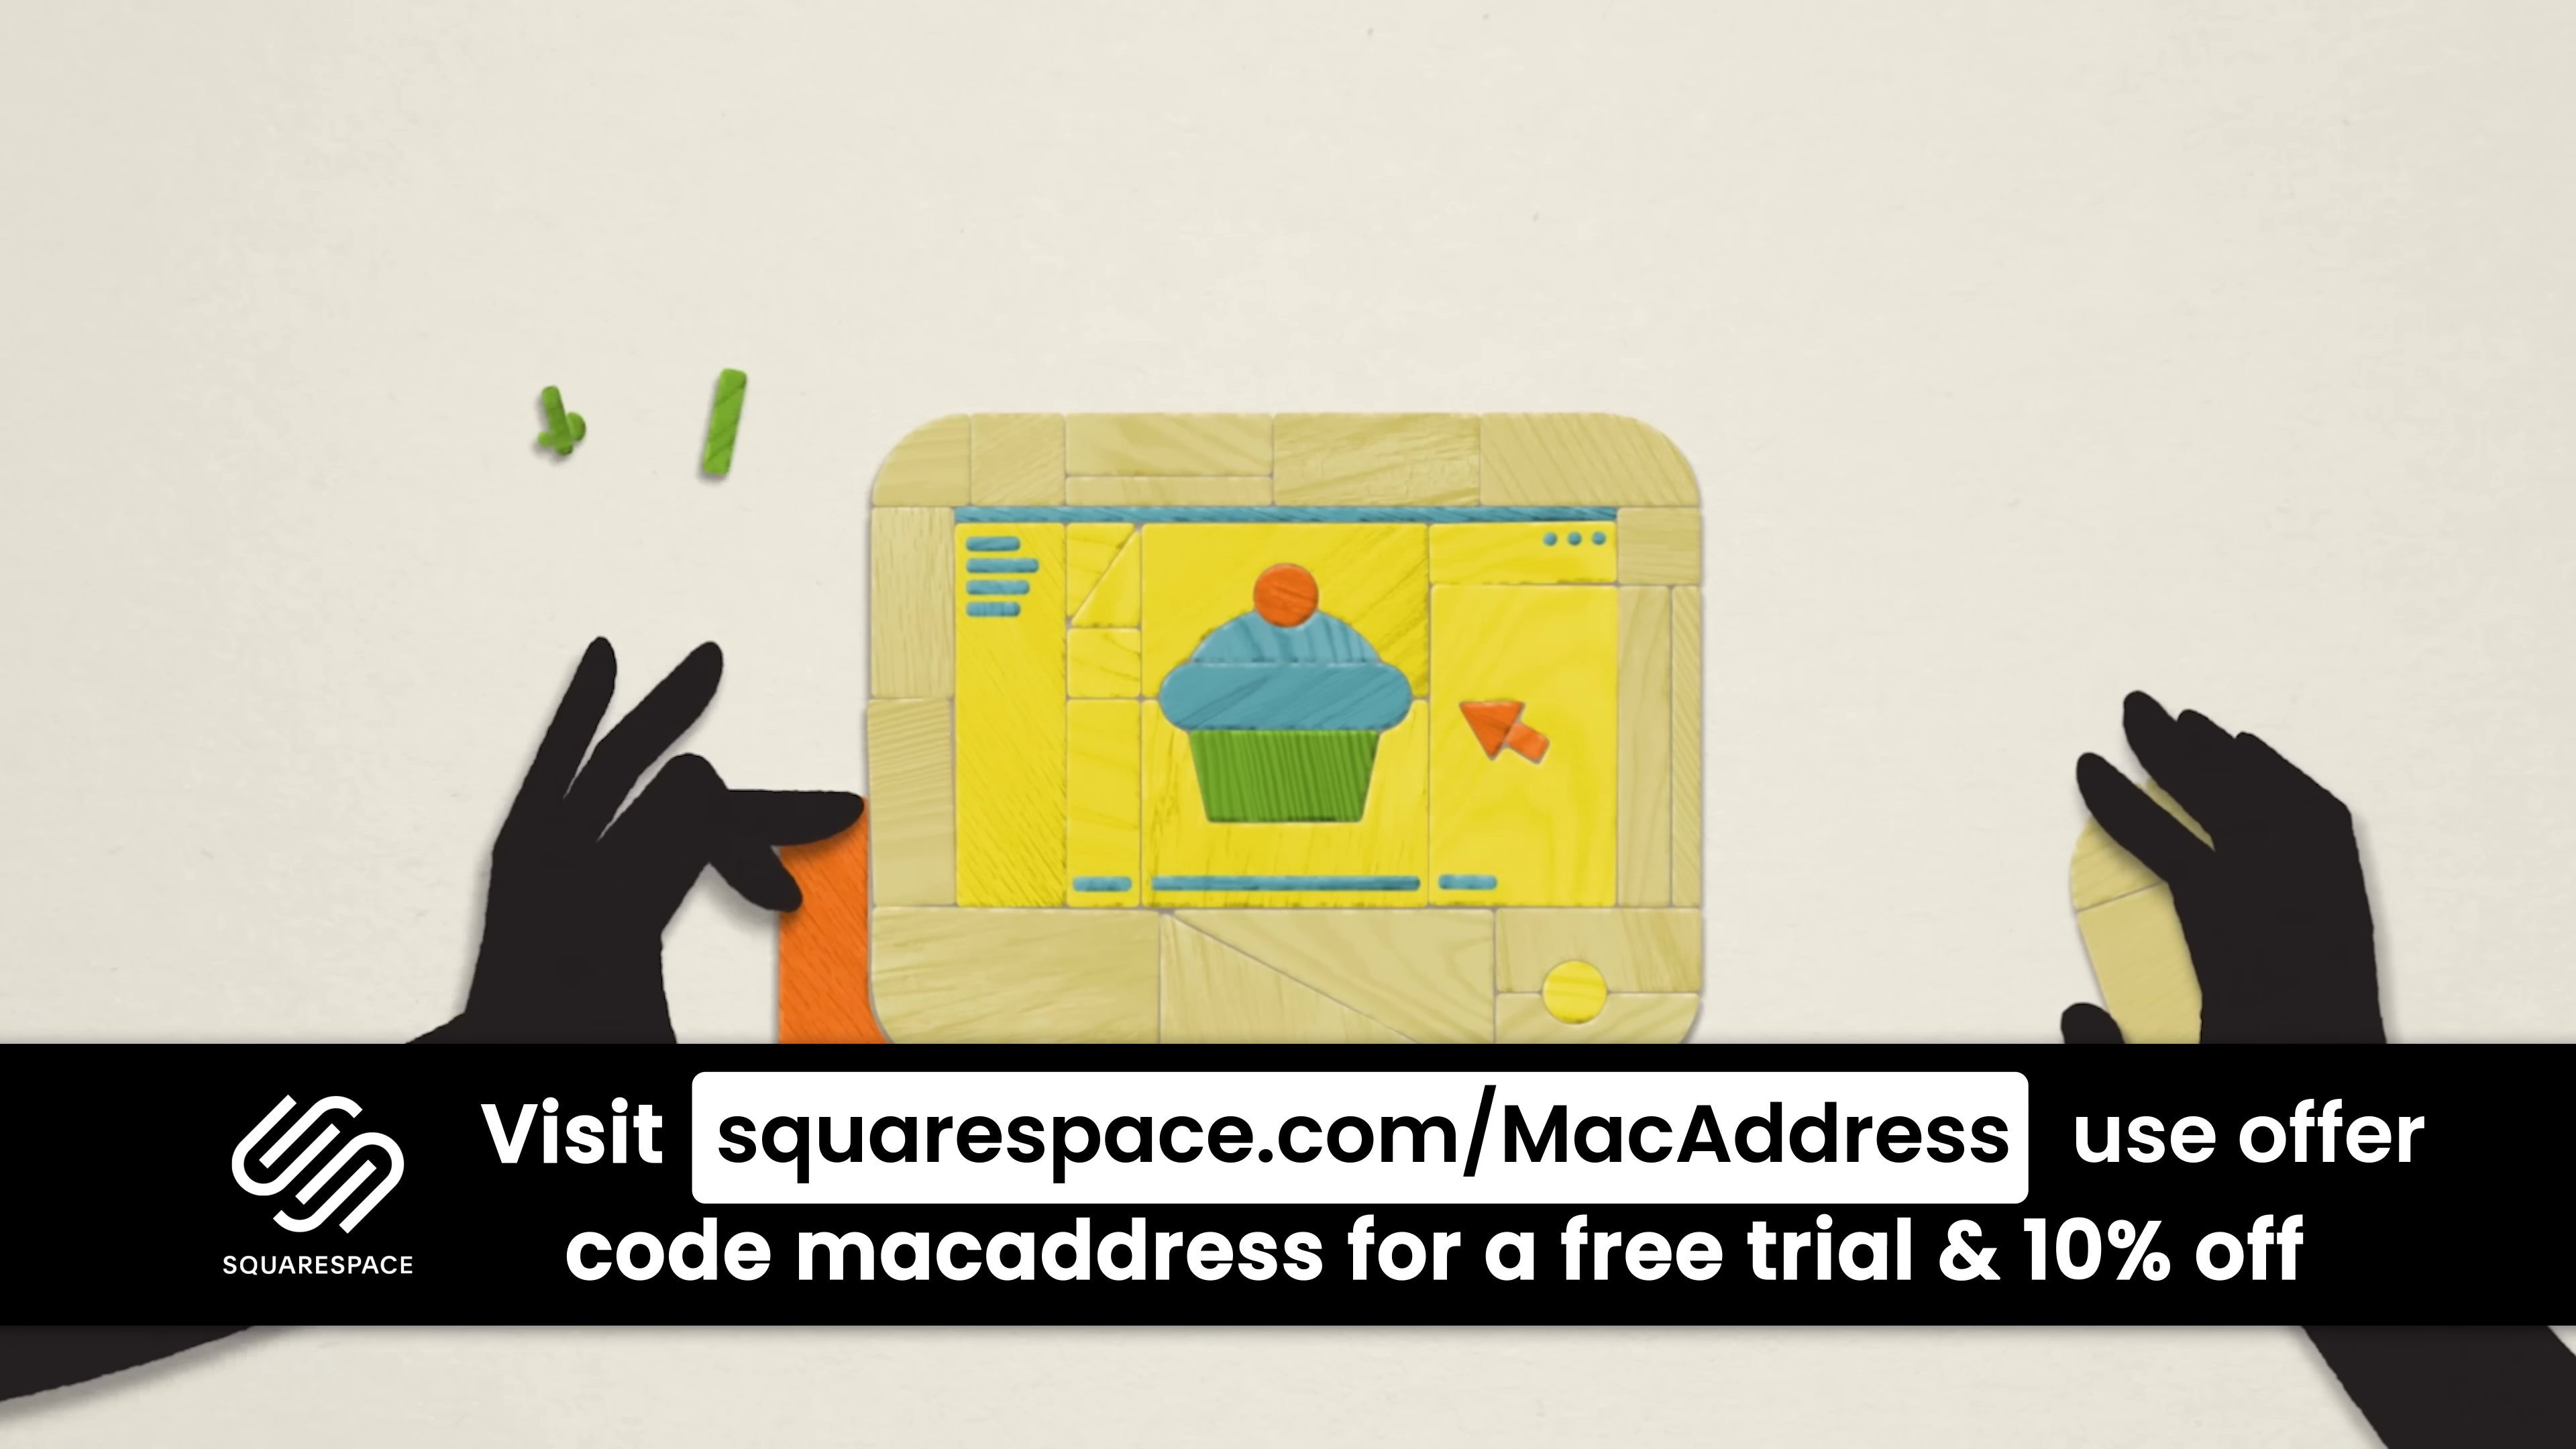 Visit squarespace.com/MacAddress use offer
code macaddress for a free trial & 10% off
SQUARESPACE